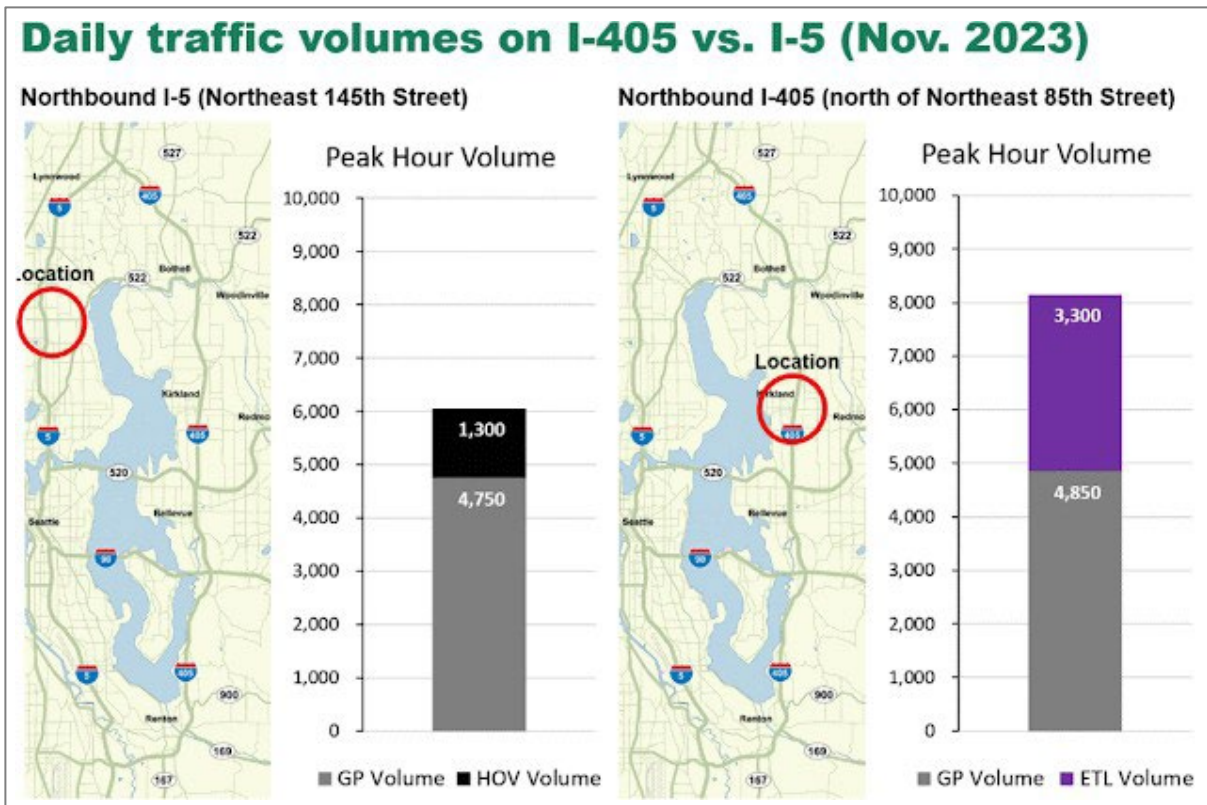 Daily traffic volumes on I-405 vs. I-5 (Nov. 2023)
Northbound I-5 (Northeast 145th Street)
527
Lynnwood
405
5
522
Location
522
Bothell
Woodinville
Kirkland
Redmo
5
405
520
Seattle
Bellevue
90
5
405
900
Renton
169
167
Peak Hour Volume
10,000
9,000
8,000
7,000
6,000
5,000
4,000
3,000
2,000
1,000
0
1,300
4,750
GP Volume HOV Volume
Northbound I-405 (north of Northeast 85th Street)
527
Lynnwood
405
5
522
522
Bothell
Woodinville
Location
Kirkland
Redmo
5
405
520
Seattle
Bellevue
90
5
405
900
Renton
169
167
Peak Hour Volume
10,000
9,000
8,000
7,000
6,000
5,000
4,000
3,000
2,000
1,000
0
3,300
4,850
GP Volume ETL Volume